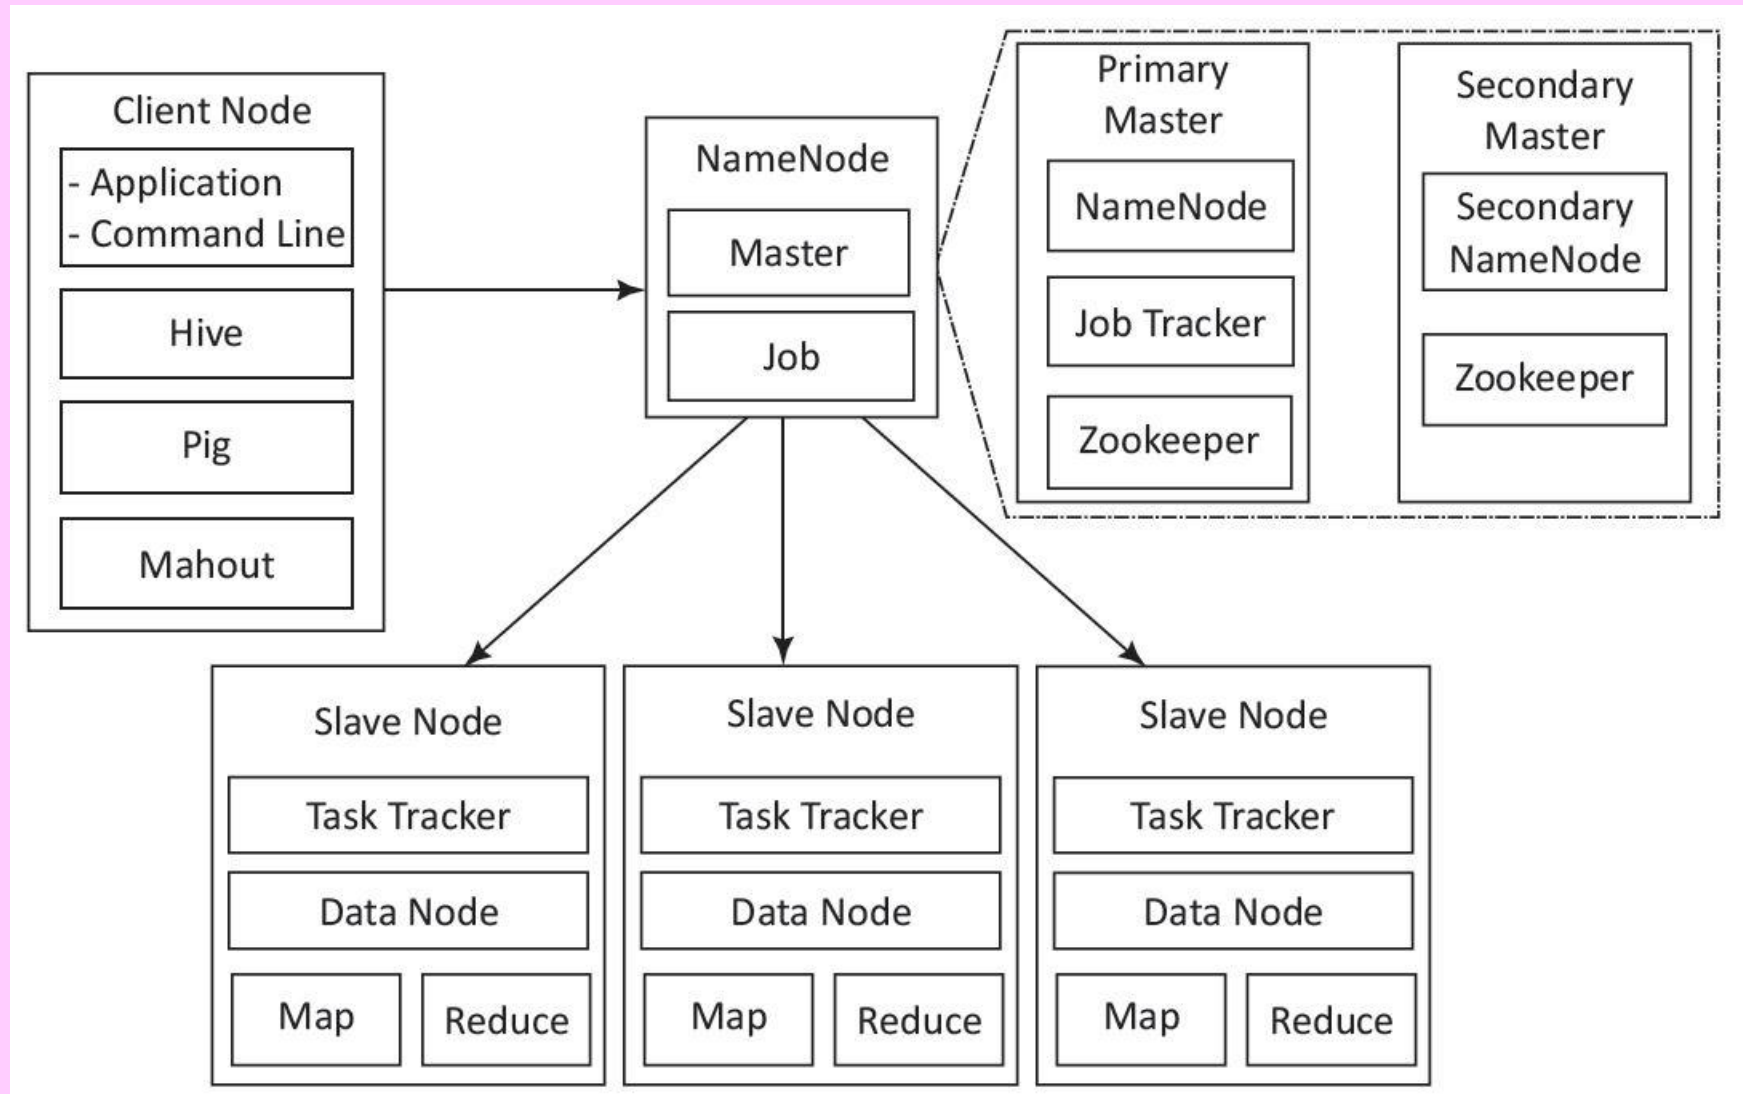 Client Node
- Application
- Command Line
Hive
Pig
Mahout
NameNode
Master
Job
Primary
Master
NameNode
Job Tracker
Zookeeper
Secondary
Master
Secondary
NameNode
Zookeeper
Slave Node
Task Tracker
Data Node
Map
Reduce
Slave Node
Task Tracker
Data Node
Map
Reduce
Slave Node
Task Tracker
Data Node
Map
Reduce